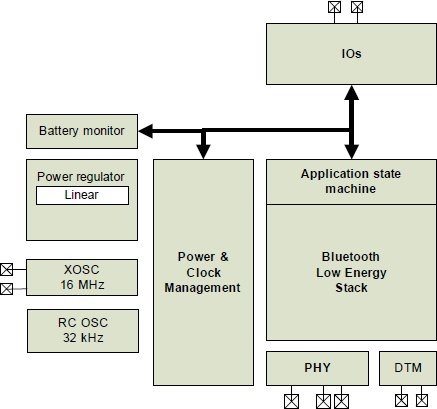 IOs
Battery monitor
Power regulator
Linear
Application state
machine
Power &
Clock
Management
Bluetooth
Low Energy
Stack
XOSC
16 MHz
RC OSC
32 kHz
PHY
DTM